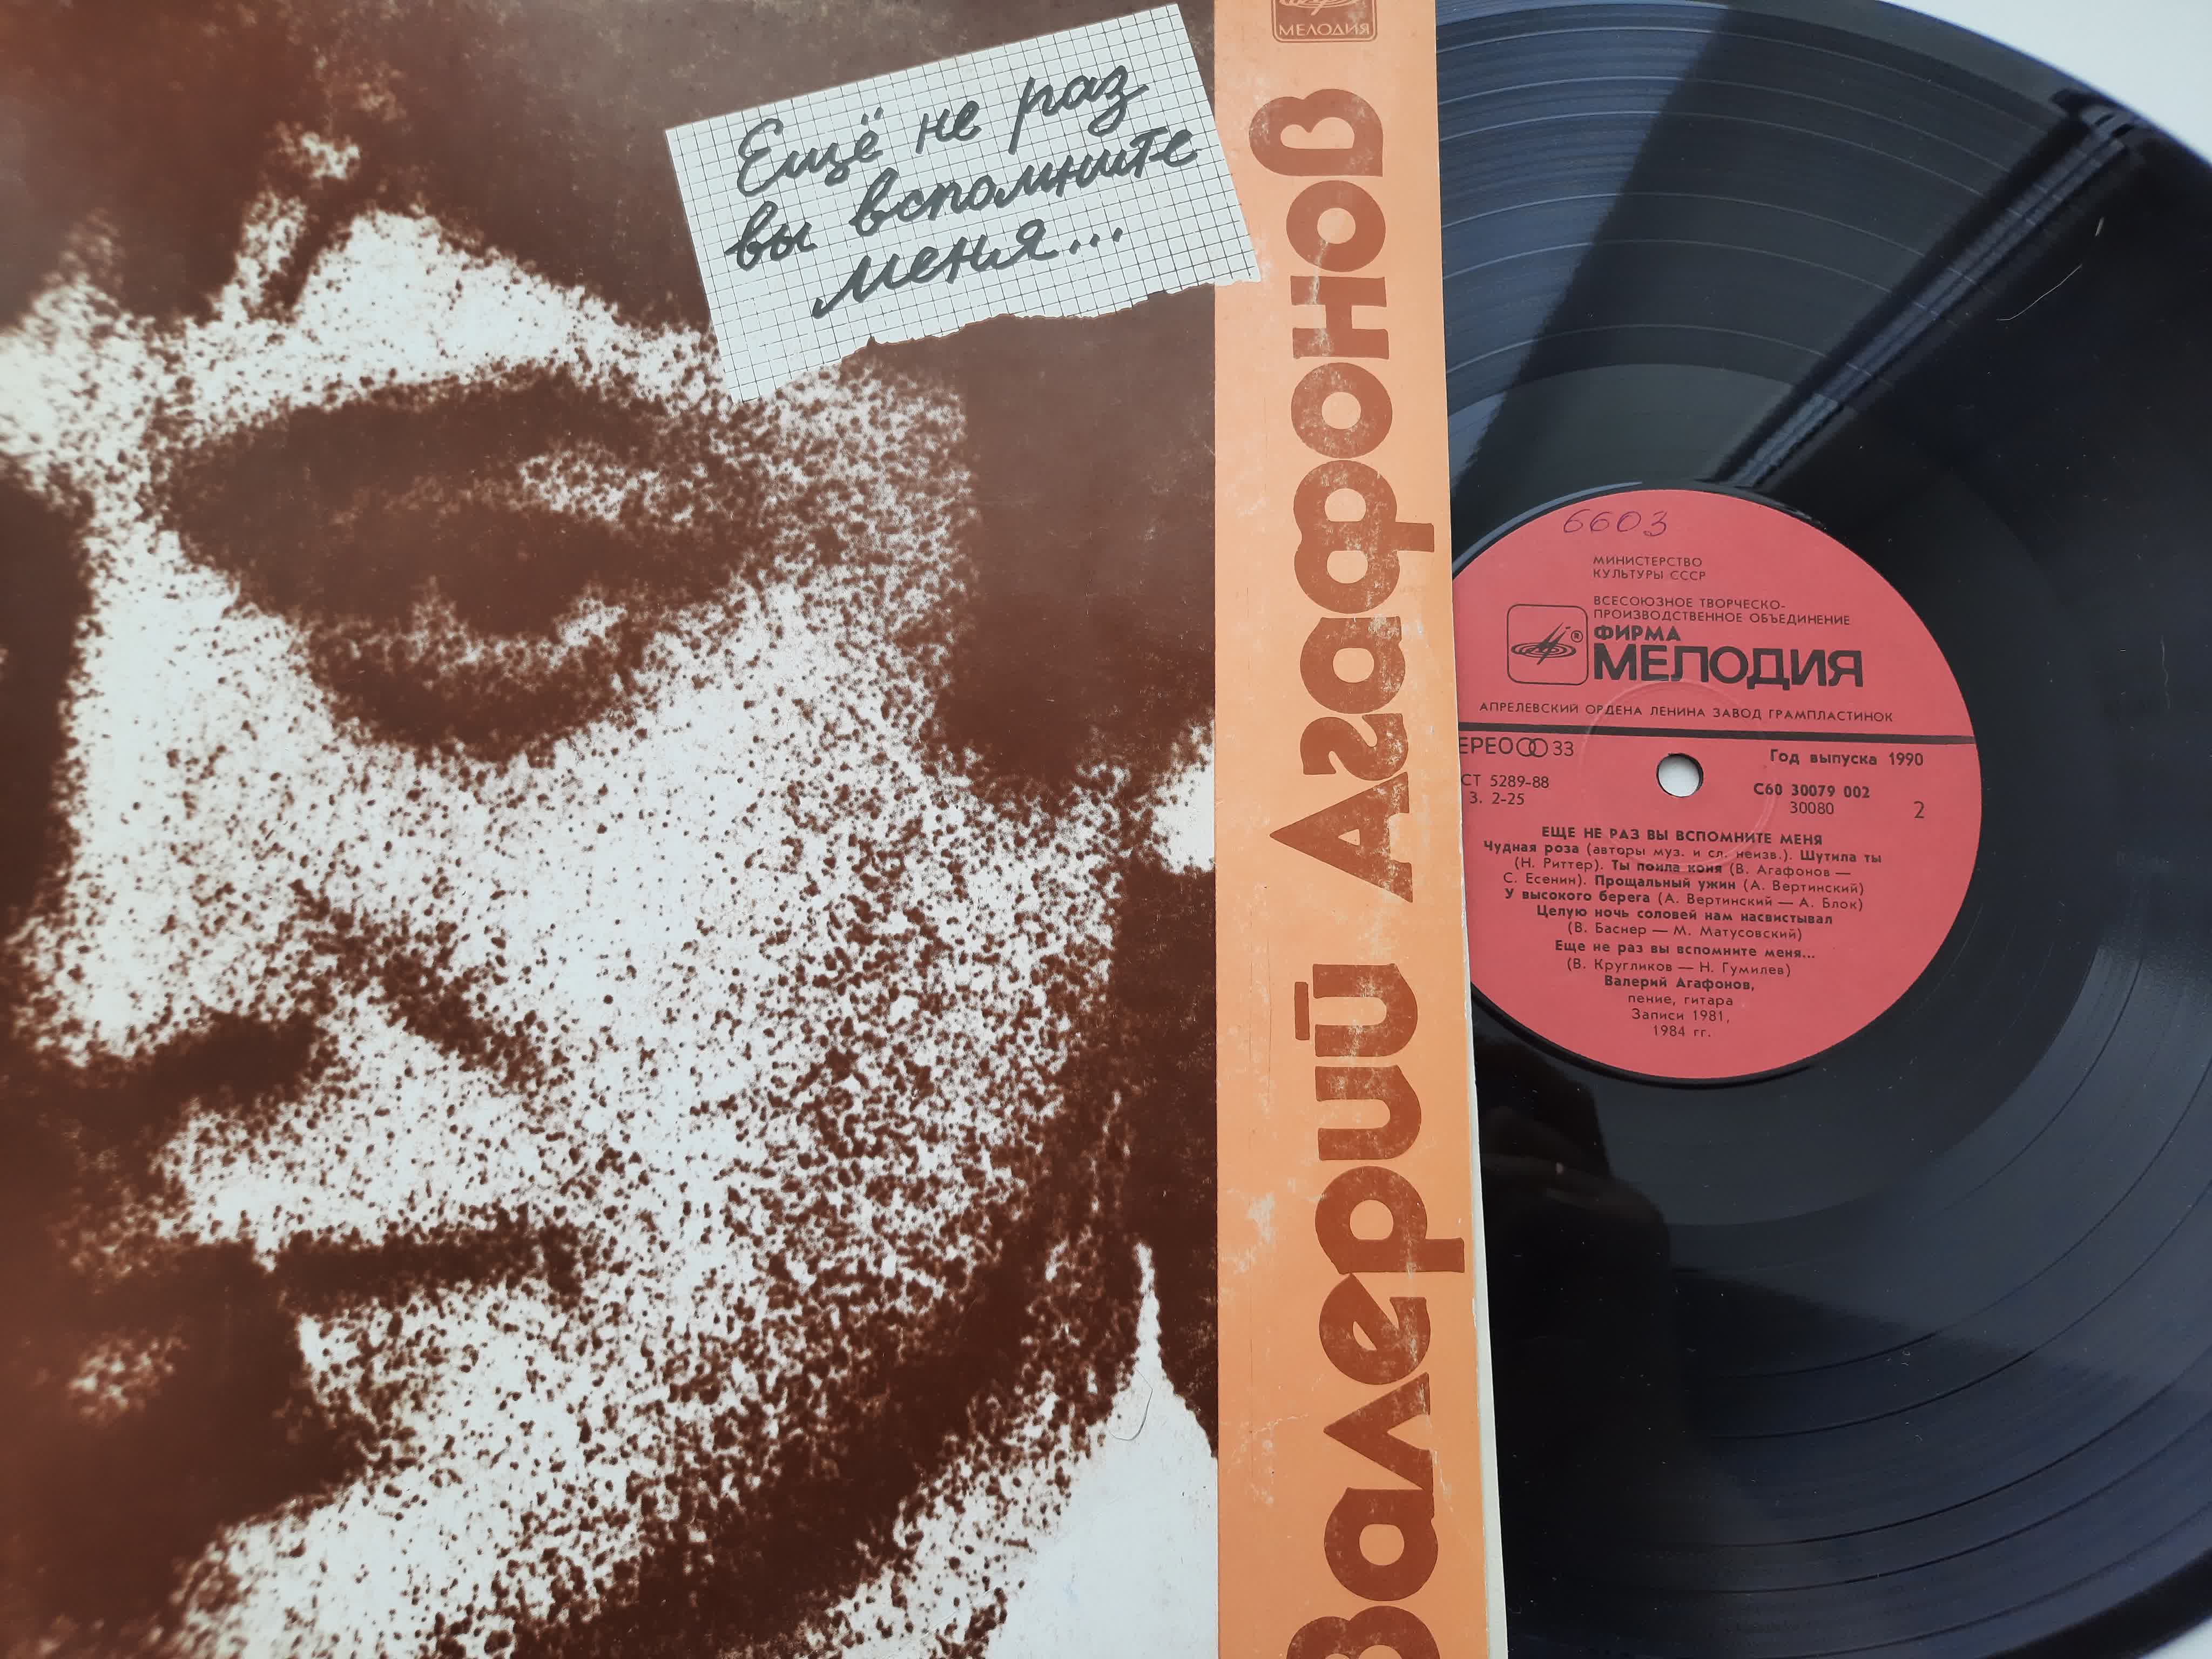 Ещё не раз
вы вспомните
меня...
МЕЛОДИЯ
Валерий Агафонов
6603
МИНИСТЕРСТВО
КУЛЬТУРЫ СССР
ВСЕСОЮЗНОЕ ТВОРЧЕСКО-
ПРОИЗВОДСТВЕННОЕ ОБЪЕДИНЕНИЕ
ФИРМА
МЕЛОДИЯ
®
АПРЕЛЕВСКИЙ ОРДЕНА ЛЕНИНА ЗАВОД ГРАМПЛАСТИНОК
ЕРЕО 33
Год выпуска 1990
СТ 5289-88
З. 2-25
С60 30079 002
30080
2
ЕЩЕ НЕ РАЗ ВЫ ВСПОМНИТЕ МЕНЯ
Чудная роза (авторы муз. и сл. неизв.). Шутила ты
(Н. Риттер). Ты поила коня (В. Агафонов —
С. Есенин). Прощальный ужин (А. Вертинский)
У высокого берега (А. Вертинский — А. Блок)
Целую ночь соловей нам насвистывал
(В. Баснер — М. Матусовский)
Еще не раз вы вспомните меня...
(В. Кругликов — Н. Гумилев)
Валерий Агафонов,
пение, гитара
Записи 1981,
1984 гг.